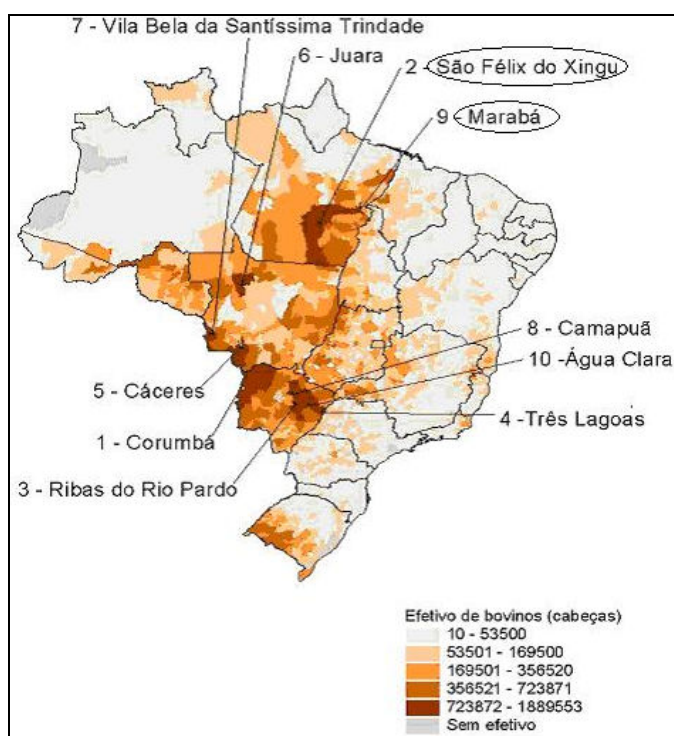 7 - Vila Bela da Santíssima Trindade
6 - Juara
2 - São Félix do Xingu
9 - Marabá
8 - Camapuã
10 -Água Clara
5 - Cáceres
4 -Três Lagoas
1 - Corumbá
3 - Ribas do Rio Pardo
Efetivo de bovinos (cabeças)
10 - 53500
53501 - 169500
169501 - 356520
356521 - 723871
723872 - 1889553
Sem efetivo